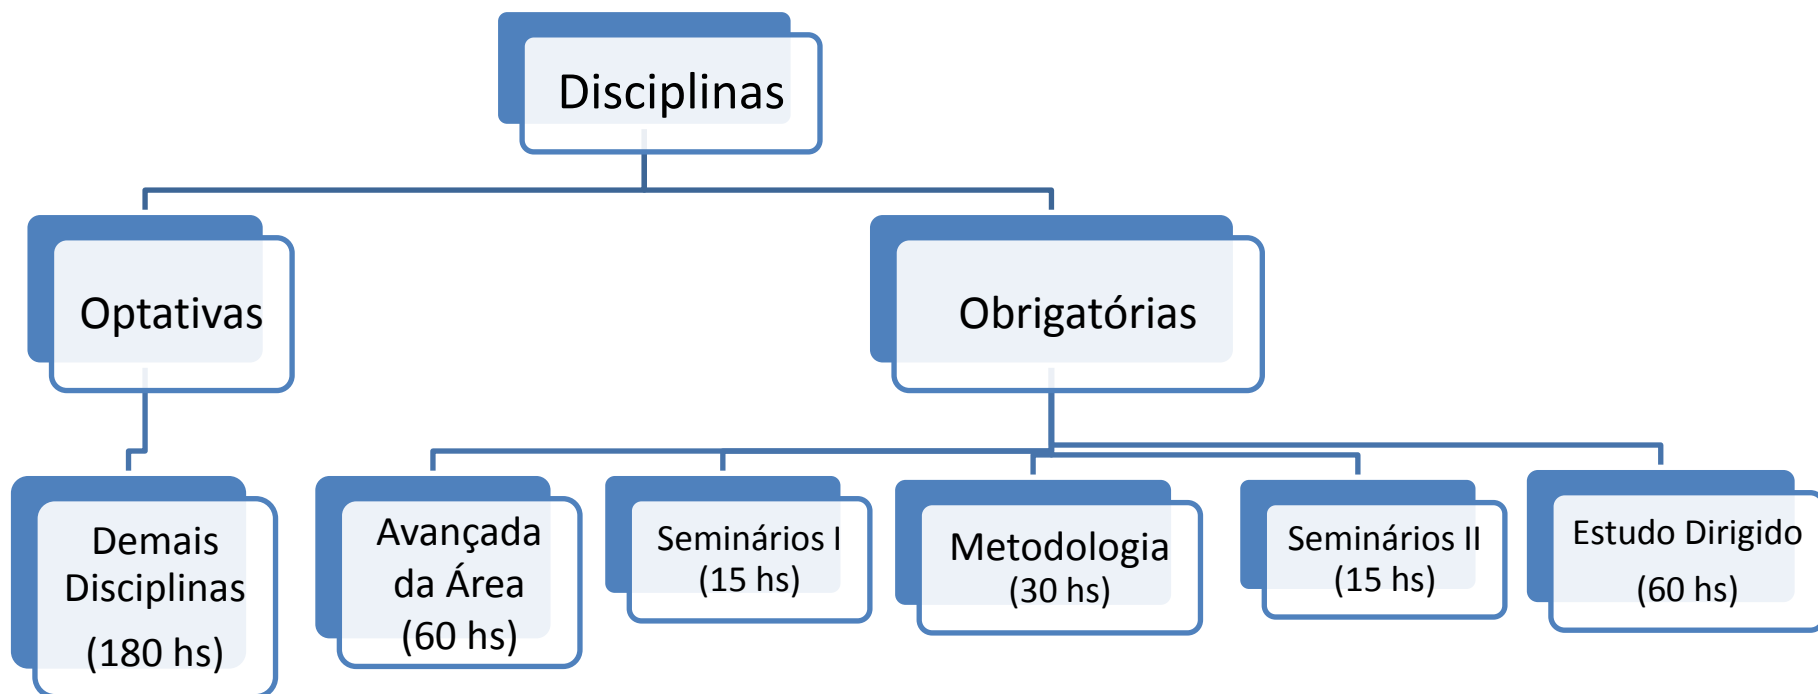 Disciplinas
Optativas
Obrigatórias
Demais
Disciplinas
(180 hs)
Avançada
da Área
(60 hs)
Seminários I
(15 hs)
Metodologia
(30 hs)
Seminários II
(15 hs)
Estudo Dirigido
(60 hs)